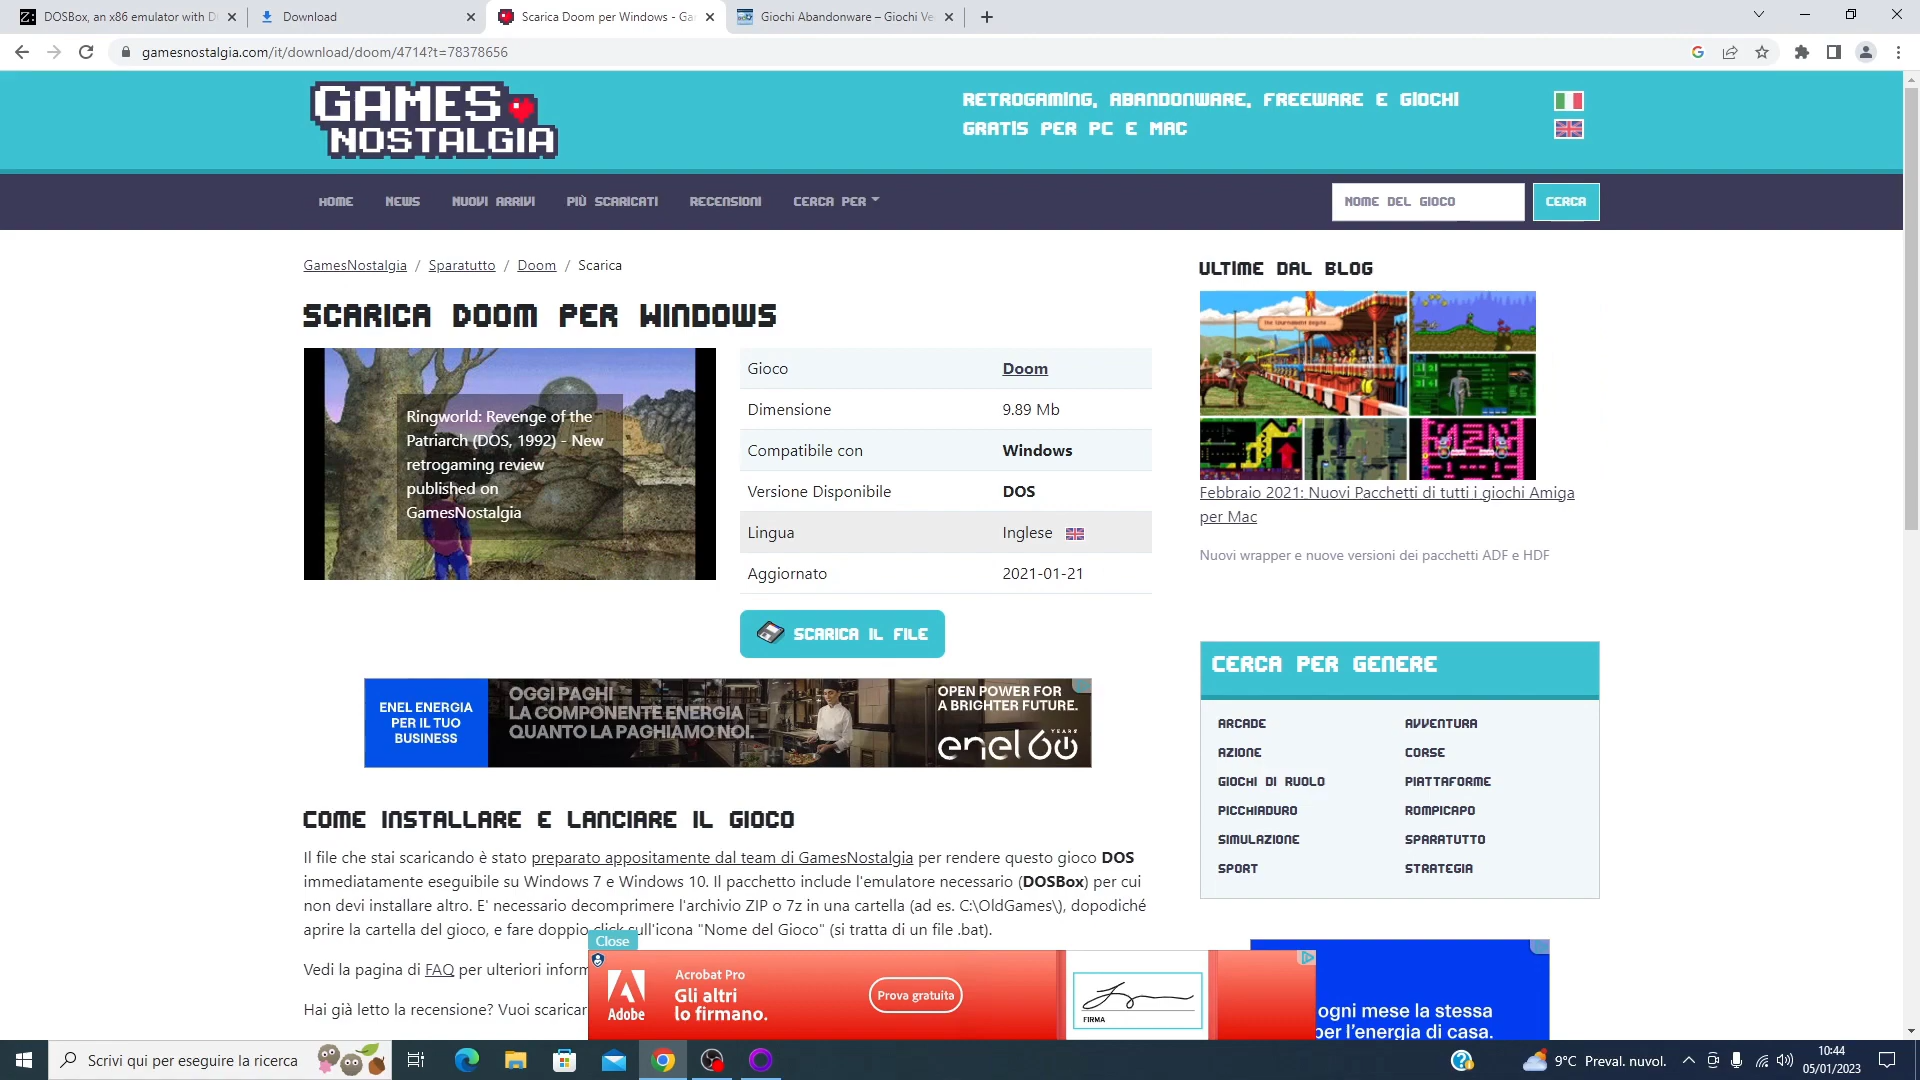 DOSBox, an x86 emulator with D
Download
Scarica Doom per Windows - Ga
Giochi Abandonware – Giochi Ve
gamesnostalgia.com/it/download/doom/4714?t=78378656
GAMES
NOSTALGIA
RETROGAMING, ABANDONWARE, FREEWARE E GIOCHI
GRATIS PER PC E MAC
HOME
NEWS
NUOVI ARRIVI
PIÙ SCARICATI
RECENSIONI
CERCA PER
NOME DEL GIOCO
CERCA
GamesNostalgia / Sparatutto / Doom / Scarica
SCARICA DOOM PER WINDOWS
Ringworld: Revenge of the
Patriarch (DOS, 1992) - New
retrogaming review
published on
GamesNostalgia
Gioco Doom
Dimensione 9.89 Mb
Compatibile con Windows
Versione Disponibile DOS
Lingua Inglese
Aggiornato 2021-01-21
SCARICA IL FILE
ENEL ENERGIA
PER IL TUO
BUSINESS
OGGI PAGHI
LA COMPONENTE ENERGIA
QUANTO LA PAGHIAMO NOI.
OPEN POWER FOR
A BRIGHTER FUTURE.
YEARS
enel 60
COME INSTALLARE E LANCIARE IL GIOCO
Il file che stai scaricando è stato preparato appositamente dal team di GamesNostalgia per rendere questo gioco DOS
immediatamente eseguibile su Windows 7 e Windows 10. Il pacchetto include l'emulatore necessario (DOSBox) per cui
non devi installare altro. E' necessario decomprimere l'archivio ZIP o 7z in una cartella (ad es. C:\OldGames\), dopodiché
aprire la cartella del gioco, e fare doppio click sull'icona "Nome del Gioco" (si tratta di un file .bat).
Vedi la pagina di FAQ per ulteriori inform
Hai già letto la recensione? Vuoi scaricar
ULTIME DAL BLOG
Febbraio 2021: Nuovi Pacchetti di tutti i giochi Amiga
per Mac
Nuovi wrapper e nuove versioni dei pacchetti ADF e HDF
CERCA PER GENERE
ARCADE
AVVENTURA
AZIONE
CORSE
GIOCHI DI RUOLO
PIATTAFORME
PICCHIADURO
ROMPICAPO
SIMULAZIONE
SPARATUTTO
SPORT
STRATEGIA
Close
Adobe
Acrobat Pro
Gli altri
lo firmano.
Prova gratuita
FIRMA
ogni mese la stessa
per l'energia di casa.
Scrivi qui per eseguire la ricerca
9°C Preval. nuvol.
10:44
05/01/2023